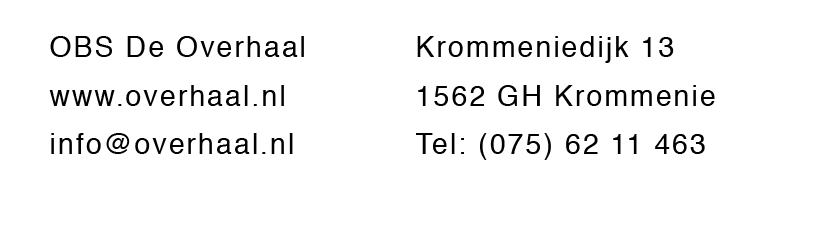 OBS De Overhaal
www.overhaal.nl
info@overhaal.nl
Krommeniedijk 13
1562 GH Krommenie
Tel: (075) 62 11 463